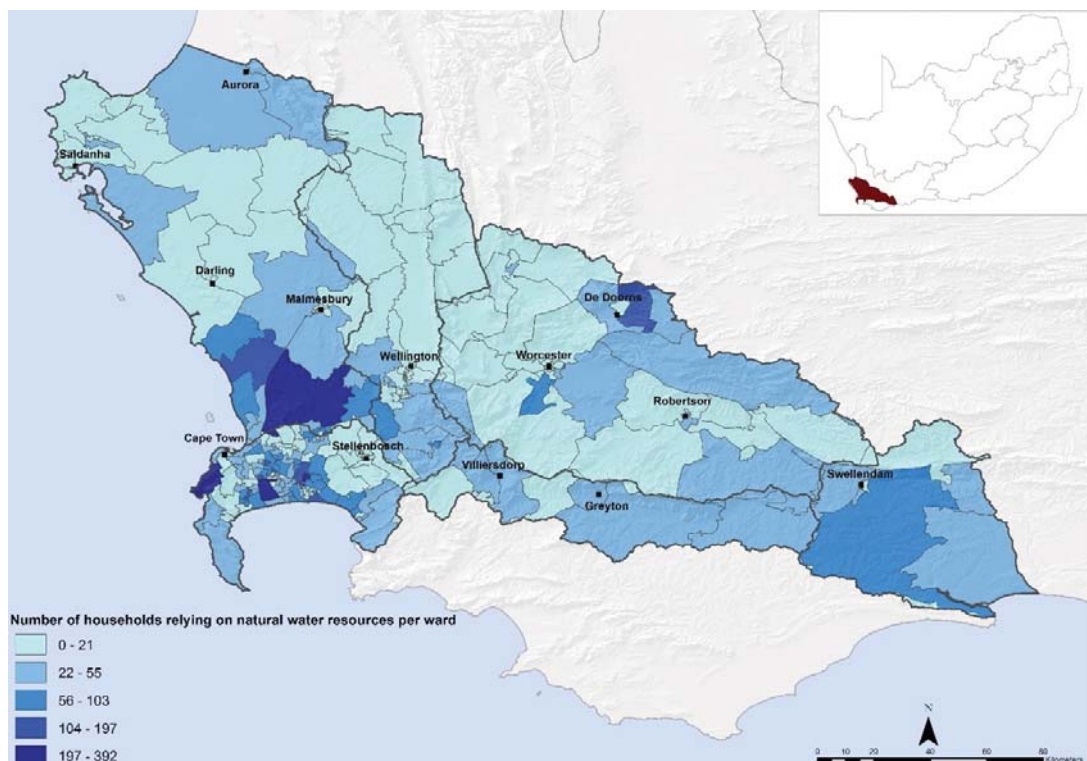 Aurora
Saldanha
Darling
Malmesbury
De Doorns
Wellington
Worcester
Robertson
Cape Town
Stellenbosch
Villiersdorp
Swellendam
Greyton
Number of households relying on natural water resources per ward
0 - 21
22 - 55
56 - 103
104 - 197
197 - 392
N
0 10 20 40 60 80
Kilometers